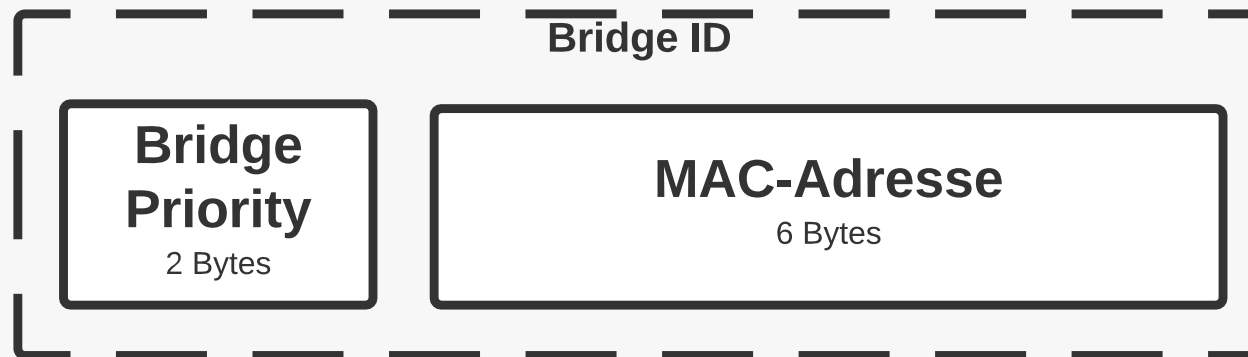 Bridge ID
Bridge
Priority
2 Bytes
MAC-Adresse
6 Bytes